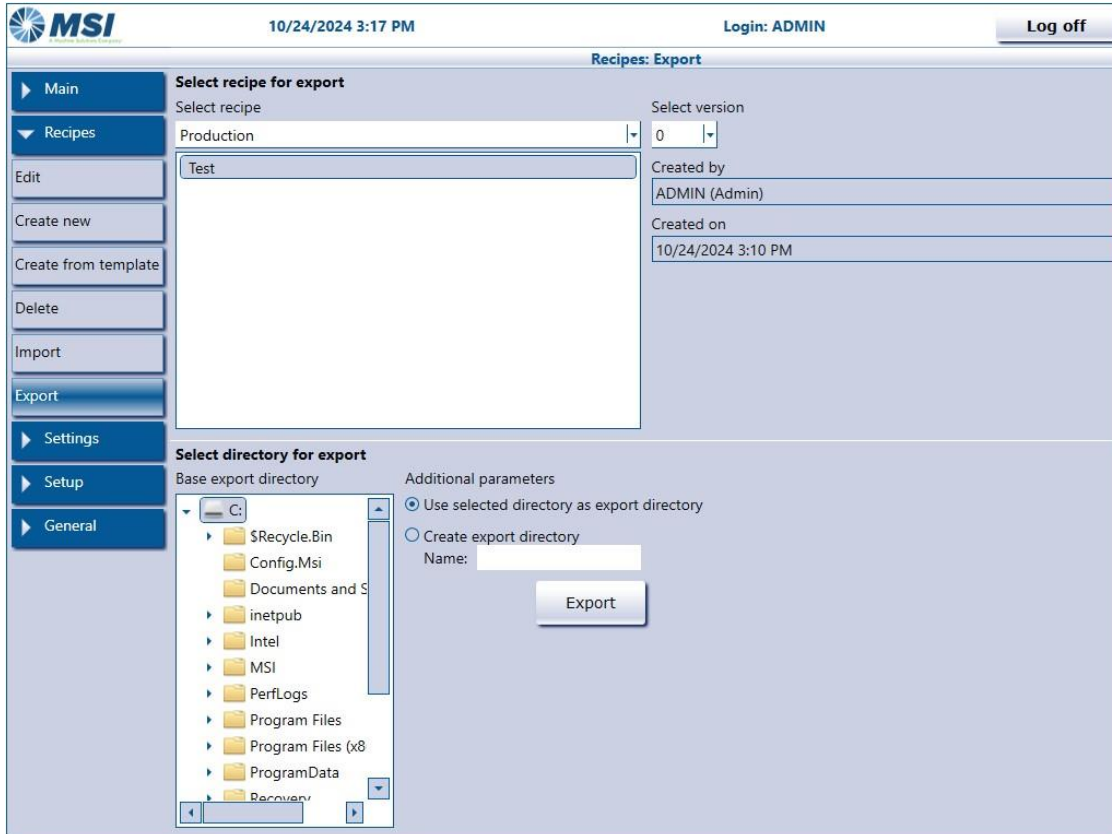 MSI
10/24/2024 3:17 PM
Login: ADMIN
Log off
Recipes: Export
Main
Recipes
Edit
Create new
Create from template
Delete
Import
Export
Settings
Setup
General
Select recipe for export
Select recipe
Production
Test
Select version
0
Created by
ADMIN (Admin)
Created on
10/24/2024 3:10 PM
Select directory for export
Base export directory
C:
$Recycle.Bin
Config.Msi
Documents and S
inetpub
Intel
MSI
PerfLogs
Program Files
Program Files (x8
ProgramData
Recovery
Additional parameters
Use selected directory as export directory
Create export directory
Name:
Export